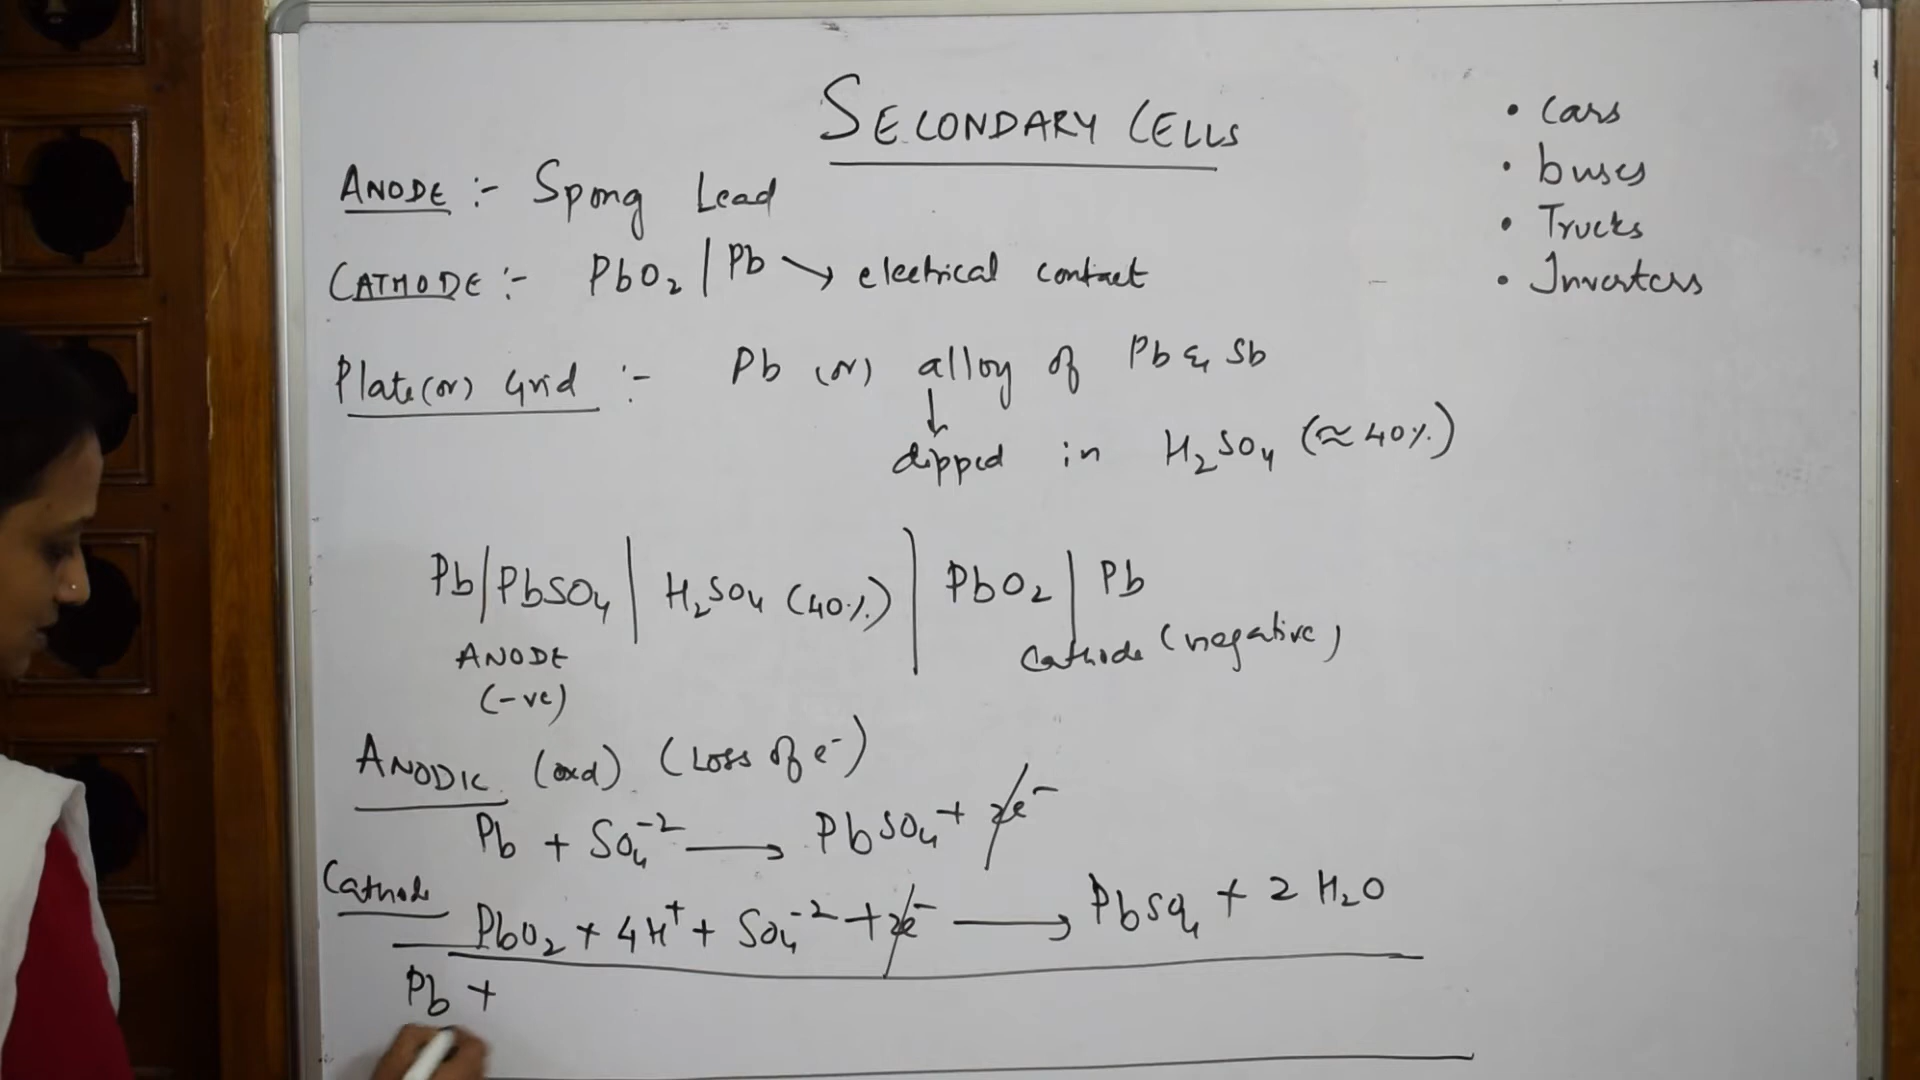 SECONDARY CELLS
ANODE :- Spong Lead
CATHODE :- PbO₂ | Pb → electrical contact
Plate (or) Grid :- Pb (or) alloy of Pb & Sb
↓
dipped in H₂SO₄ (≈ 40%)
• Cars
• buses
• Trucks
• Inverters
Pb | PbSO₄ | H₂SO₄ (40%) | PbO₂ | Pb
ANODE
(-ve)
Cathode (negative)
ANODIC (oxd) (Loss of e⁻)
Pb + SO₄⁻² → PbSO₄ + 2e⁻
Cathode
PbO₂ + 4H⁺ + SO₄⁻² + 2e⁻ → PbSO₄ + 2H₂O
Pb +